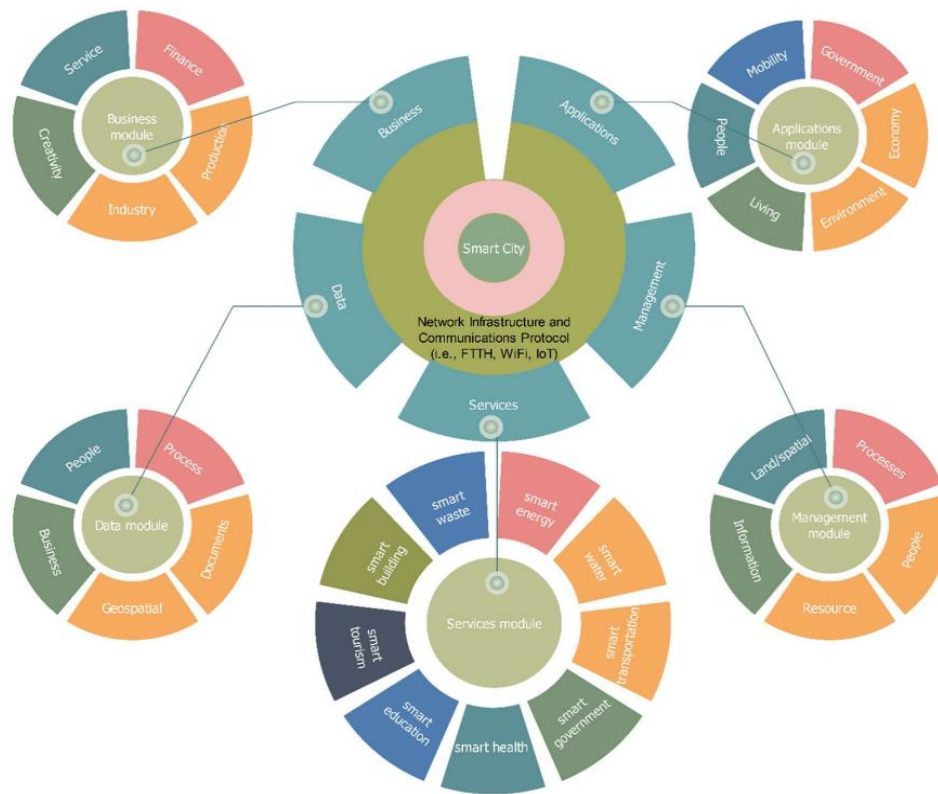 Service
Finance
Business
module
Creativity
Production
Industry
Business
Applications
Data
Management
Services
Smart City
Network Infrastructure and
Communications Protocol
(i.e., FTTH, WiFi, IoT)
Mobility
Government
People
Applications
module
Economy
Living
Environment
People
Process
Business
Data module
Documents
Geospatial
smart
waste
smart
energy
smart
building
smart
water
smart
tourism
Services module
smart
transportation
smart
education
smart health
smart
government
Land/spatial
Processes
Information
Management
module
People
Resource